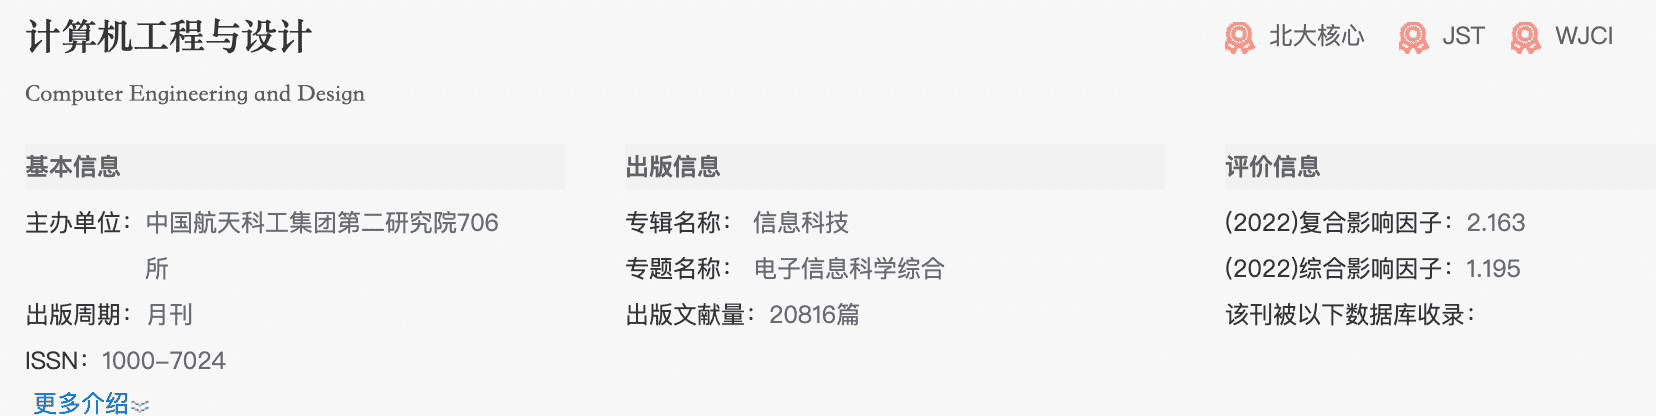 计算机工程与设计
北大核心 JST WJCI
Computer Engineering and Design
基本信息
主办单位：中国航天科工集团第二研究院706
所
出版周期：月刊
ISSN：1000-7024
更多介绍
出版信息
专辑名称：信息科技
专题名称：电子信息科学综合
出版文献量：20816篇
评价信息
(2022)复合影响因子：2.163
(2022)综合影响因子：1.195
该刊被以下数据库收录：